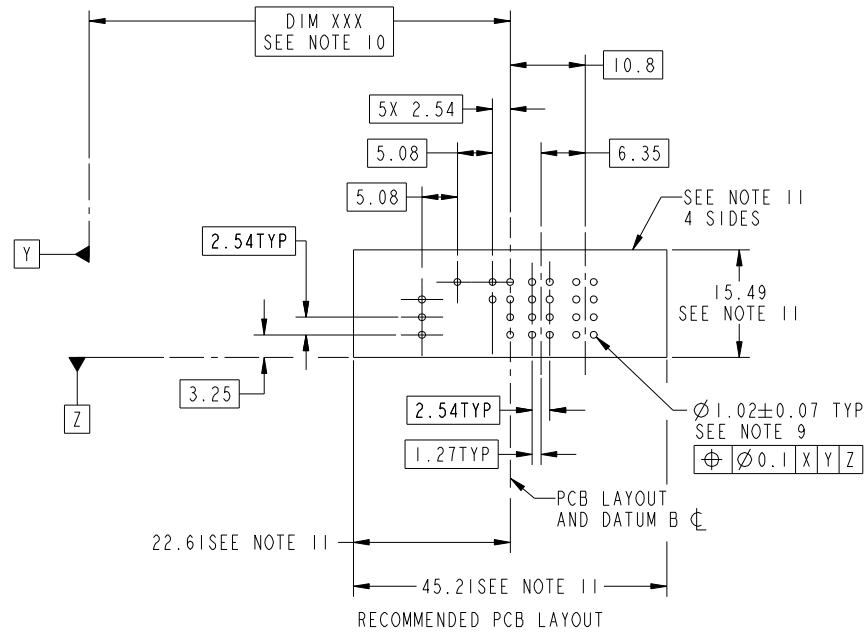 DIM XXX
SEE NOTE 10
10.8
5X 2.54
5.08
6.35
5.08
SEE NOTE 11
4 SIDES
2.54TYP
Y
15.49
SEE NOTE 11
3.25
Z
2.54TYP
Ø1.02±0.07 TYP
SEE NOTE 9
⌖ Ø0.1 X Y Z
1.27TYP
PCB LAYOUT
AND DATUM B ℄
22.61SEE NOTE 11
45.21SEE NOTE 11
RECOMMENDED PCB LAYOUT